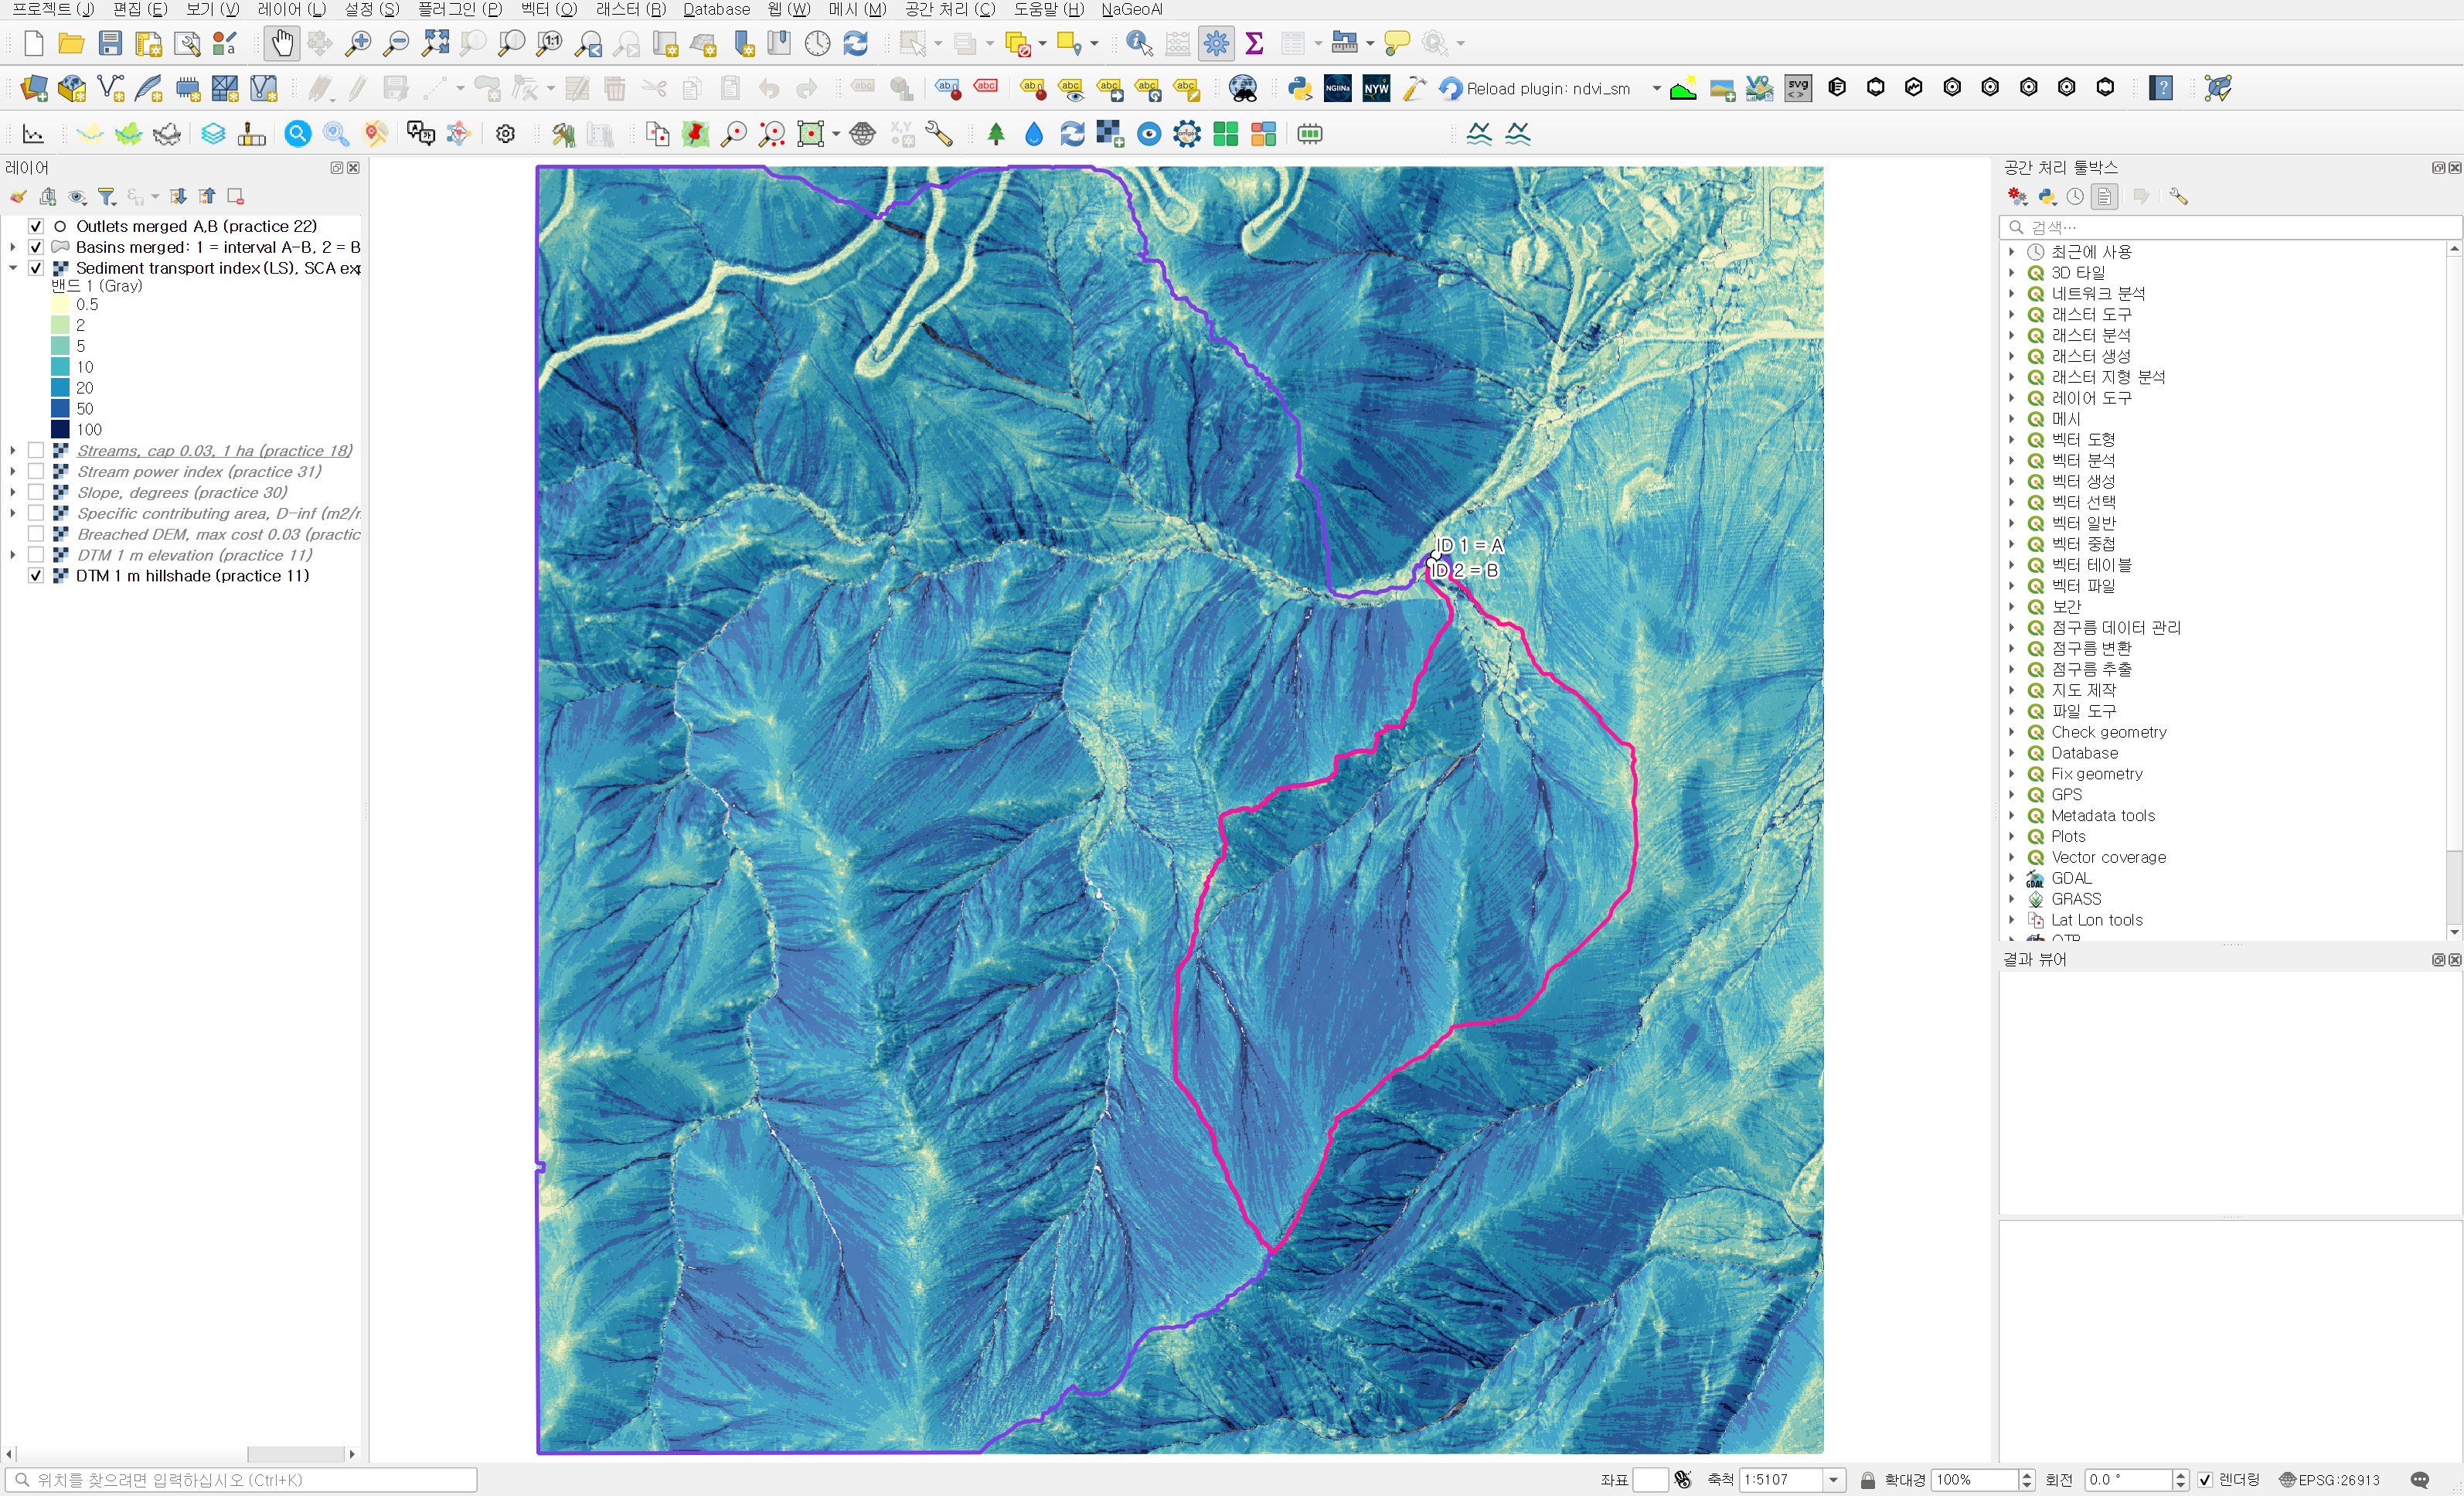 프로젝트 (J) 편집 (E) 보기 (V) 레이어 (L) 설정 (S) 플러그인 (P) 벡터 (O) 래스터 (R) Database 웹 (W) 메시 (M) 공간 처리 (C) 도움말 (H) NaGeoAI
Reload plugin: ndvi_sm
레이어
Outlets merged A,B (practice 22)
Basins merged: 1 = interval A-B, 2 = B
Sediment transport index (LS), SCA exp
밴드 1 (Gray)
0.5
2
5
10
20
50
100
Streams, cap 0.03, 1 ha (practice 18)
Stream power index (practice 31)
Slope, degrees (practice 30)
Specific contributing area, D-inf (m2/
Breached DEM, max cost 0.03 (practic
DTM 1 m elevation (practice 11)
DTM 1 m hillshade (practice 11)
ID 1 = A
ID 2 = B
공간 처리 툴박스
검색…
최근에 사용
3D 타일
네트워크 분석
래스터 도구
래스터 분석
래스터 생성
래스터 지형 분석
레이어 도구
메시
벡터 도형
벡터 분석
벡터 생성
벡터 선택
벡터 일반
벡터 중첩
벡터 테이블
벡터 파일
보간
점구름 데이터 관리
점구름 변환
점구름 추출
지도 제작
파일 도구
Check geometry
Database
Fix geometry
GPS
Metadata tools
Plots
Vector coverage
GDAL
GRASS
Lat Lon tools
결과 뷰어
위치를 찾으려면 입력하십시오 (Ctrl+K)
좌표 축척 1:5107 확대경 100% 회전 0.0 ° 렌더링 EPSG:26913